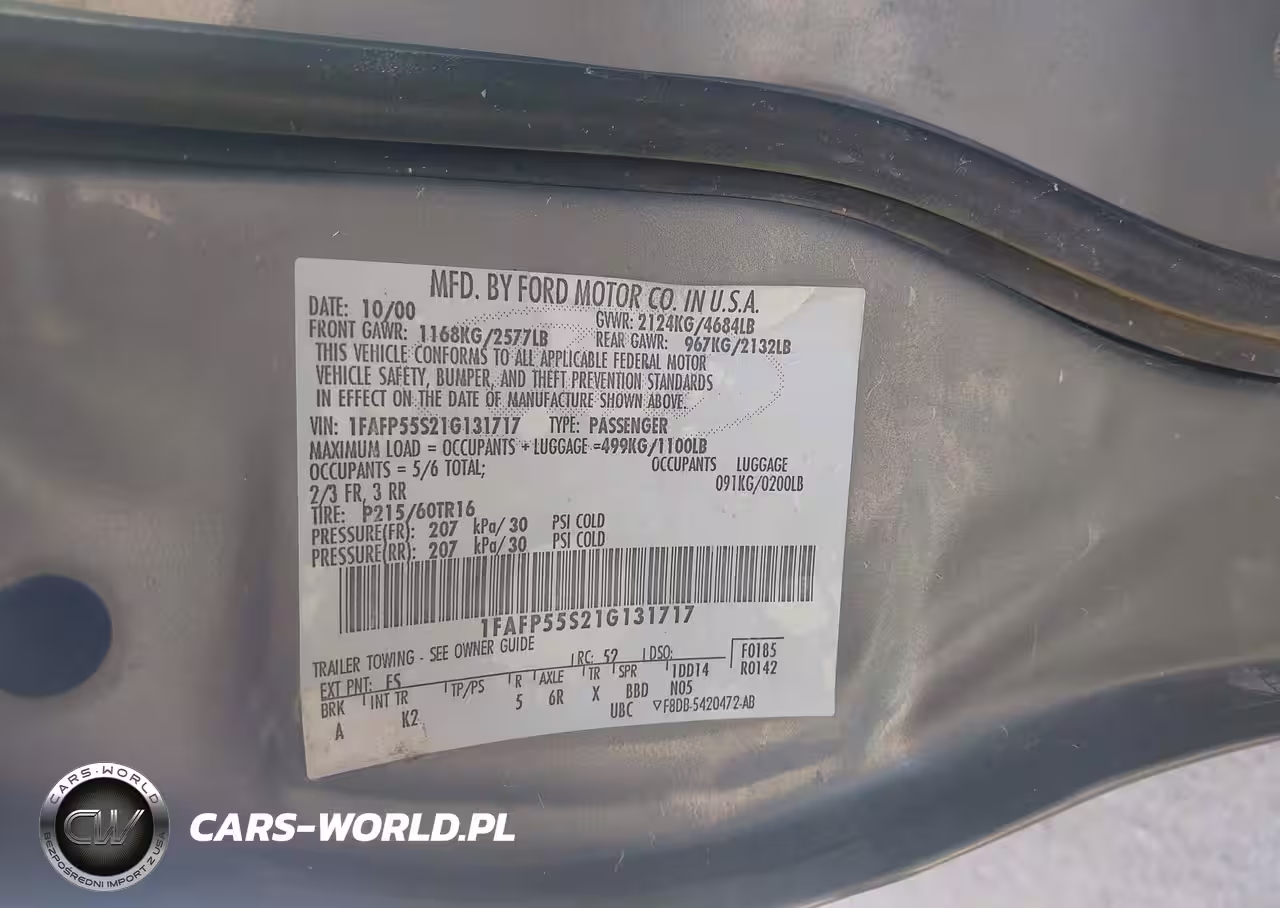 MFD. BY FORD MOTOR CO. IN U.S.A.
DATE: 10/00 GVWR: 2124KG/4684LB
FRONT GAWR: 1168KG/2577LB REAR GAWR: 967KG/2132LB
THIS VEHICLE CONFORMS TO ALL APPLICABLE FEDERAL MOTOR
VEHICLE SAFETY, BUMPER, AND THEFT PREVENTION STANDARDS
IN EFFECT ON THE DATE OF MANUFACTURE SHOWN ABOVE.
VIN: 1FAFP55S21G131717 TYPE: PASSENGER
MAXIMUM LOAD = OCCUPANTS + LUGGAGE =499KG/1100LB
OCCUPANTS = 5/6 TOTAL; OCCUPANTS LUGGAGE
2/3 FR, 3 RR 091KG/0200LB
TIRE: P215/60TR16
PRESSURE(FR): 207 kPa/30 PSI COLD
PRESSURE(RR): 207 kPa/30 PSI COLD
1FAFP55S21G131717
TRAILER TOWING - SEE OWNER GUIDE
EXT PNT: FS RC: 52 DSO: F0185
BRK INT TR TP/PS R AXLE TR SPR 1DD14 R0142
A K2 5 6R X BBD N05
UBC F8DB-5420472-AB
CARS-WORLD
CW
BEZPOŚREDNI IMPORT Z USA
CARS-WORLD.PL